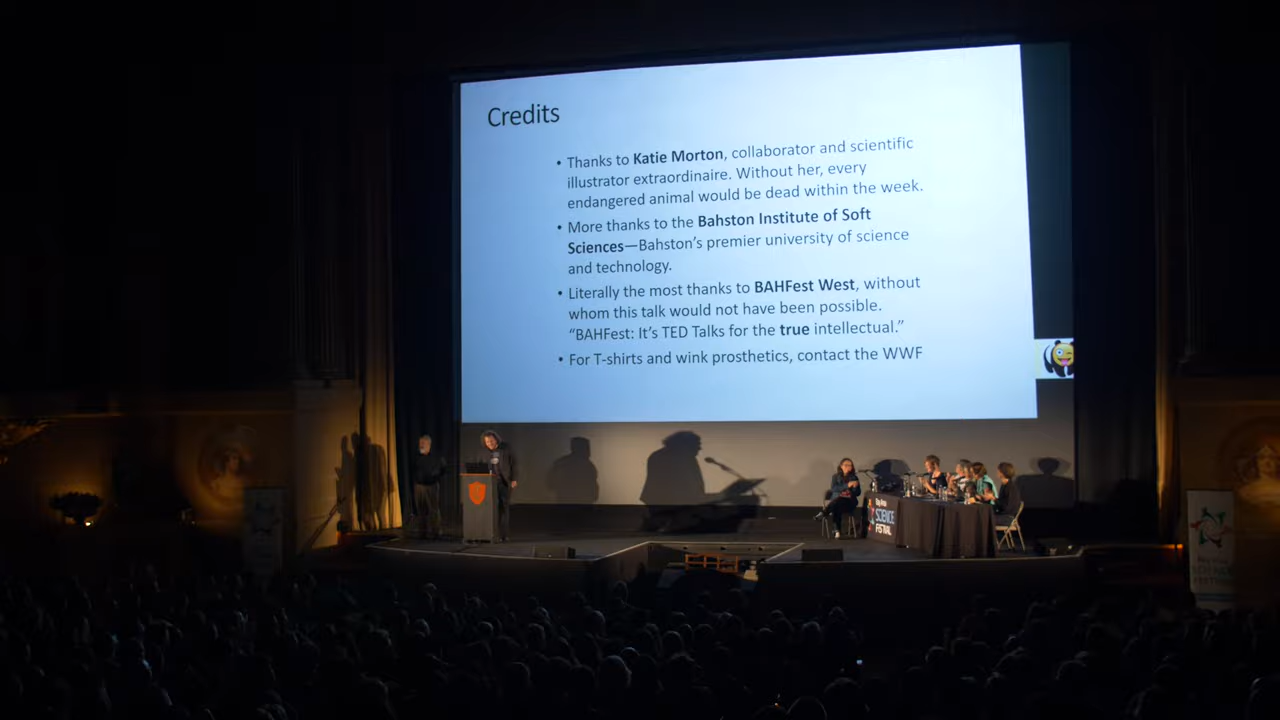 Credits
• Thanks to Katie Morton, collaborator and scientific
illustrator extraordinaire. Without her, every
endangered animal would be dead within the week.
• More thanks to the Bahston Institute of Soft
Sciences—Bahston's premier university of science
and technology.
• Literally the most thanks to BAHFest West, without
whom this talk would not have been possible.
“BAHFest: It's TED Talks for the true intellectual.”
• For T-shirts and wink prosthetics, contact the WWF
SCIENCE
FESTIVAL
SCIENCE
FESTIVAL